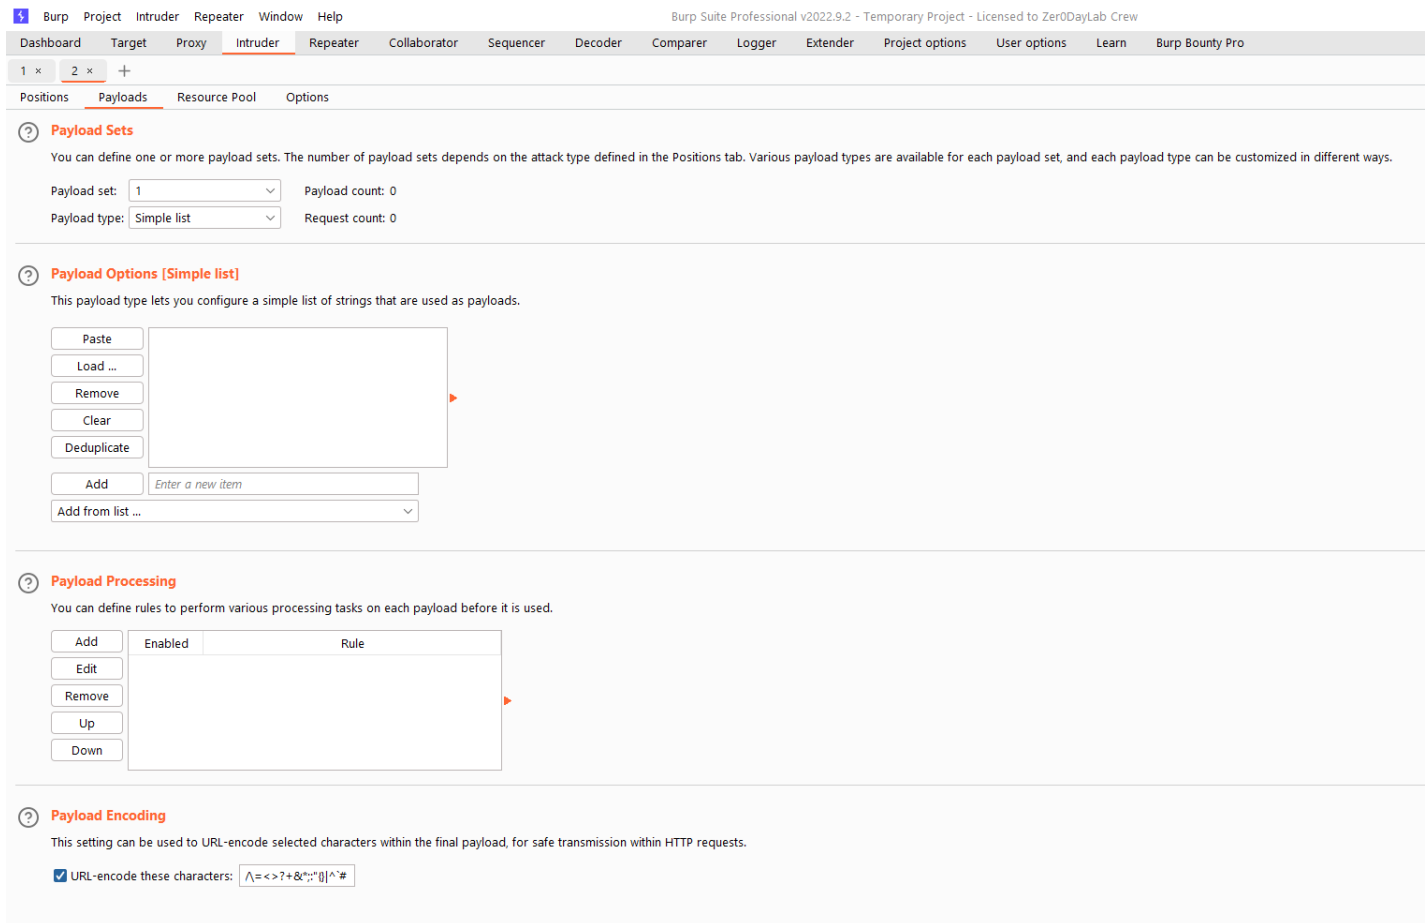 Burp Project Intruder Repeater Window Help Burp Suite Professional v2022.9.2 - Temporary Project - Licensed to Zer0DayLab Crew
Dashboard Target Proxy Intruder Repeater Collaborator Sequencer Decoder Comparer Logger Extender Project options User options Learn Burp Bounty Pro
1 × 2 × +
Positions Payloads Resource Pool Options
? Payload Sets
You can define one or more payload sets. The number of payload sets depends on the attack type defined in the Positions tab. Various payload types are available for each payload set, and each payload type can be customized in different ways.
Payload set: 1 Payload count: 0
Payload type: Simple list Request count: 0
? Payload Options [Simple list]
This payload type lets you configure a simple list of strings that are used as payloads.
Paste
Load ...
Remove
Clear
Deduplicate
Add Enter a new item
Add from list ...
? Payload Processing
You can define rules to perform various processing tasks on each payload before it is used.
Add Enabled Rule
Edit
Remove
Up
Down
? Payload Encoding
This setting can be used to URL-encode selected characters within the final payload, for safe transmission within HTTP requests.
URL-encode these characters: /\=<>?+&*;:"{}|^`#